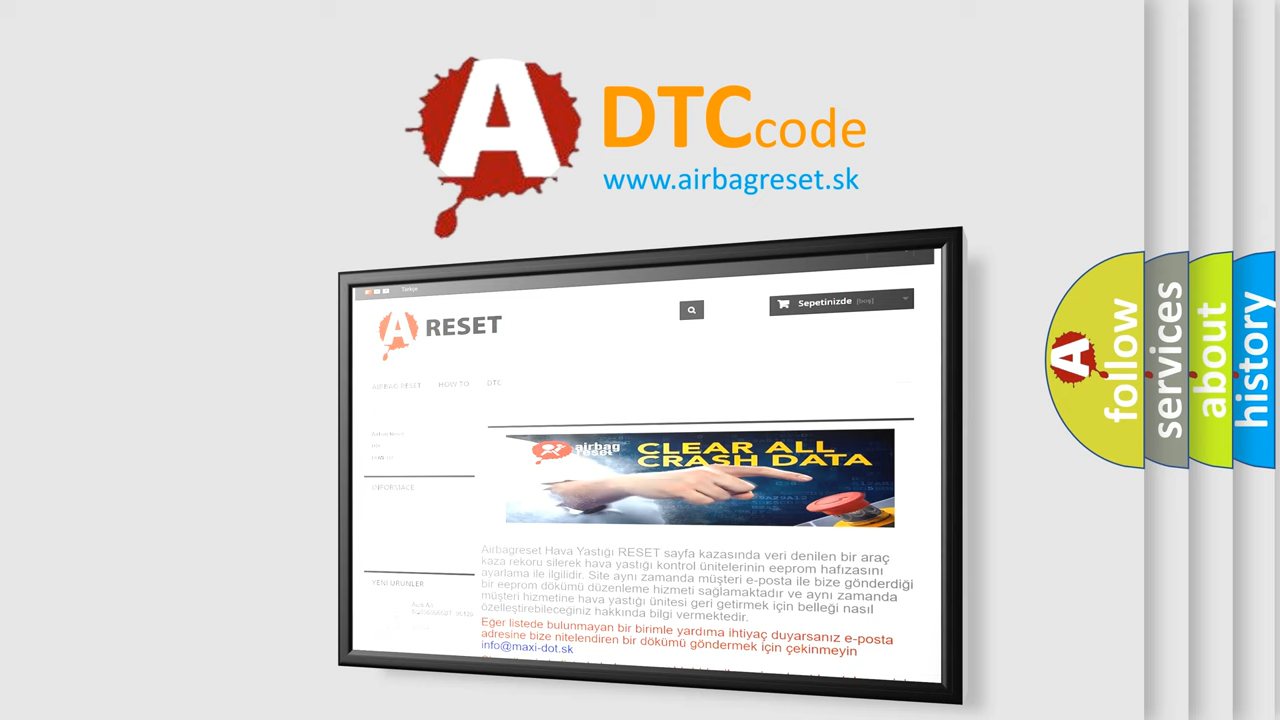 A DTCcode
www.airbagreset.sk
Türkçe
A RESET
Sepetinizde [boş]
AIRBAG RESET HOW TO DTC
INFORMACE
YENI ÜRÜNLER
airbag
reset
CLEAR ALL
CRASH DATA
Airbagreset Hava Yastığı RESET sayfa kazasında veri denilen bir araç
kaza rekoru silerek hava yastığı kontrol ünitelerinin eeprom hafızasını
ayarlama ile ilgilidir. Site aynı zamanda müşteri e-posta ile bize gönderdiği
bir eeprom dökümü düzenleme hizmeti sağlamaktadır ve aynı zamanda
müşteri hizmetine hava yastığı ünitesi geri getirmek için belleği nasıl
özelleştirebileceğiniz hakkında bilgi vermektedir.
Eğer listede bulunmayan bir birimle yardıma ihtiyaç duyarsanız e-posta
adresine bize nitelendiren bir dökümü göndermek için çekinmeyin
info@maxi-dot.sk
A
follow
services
about
history